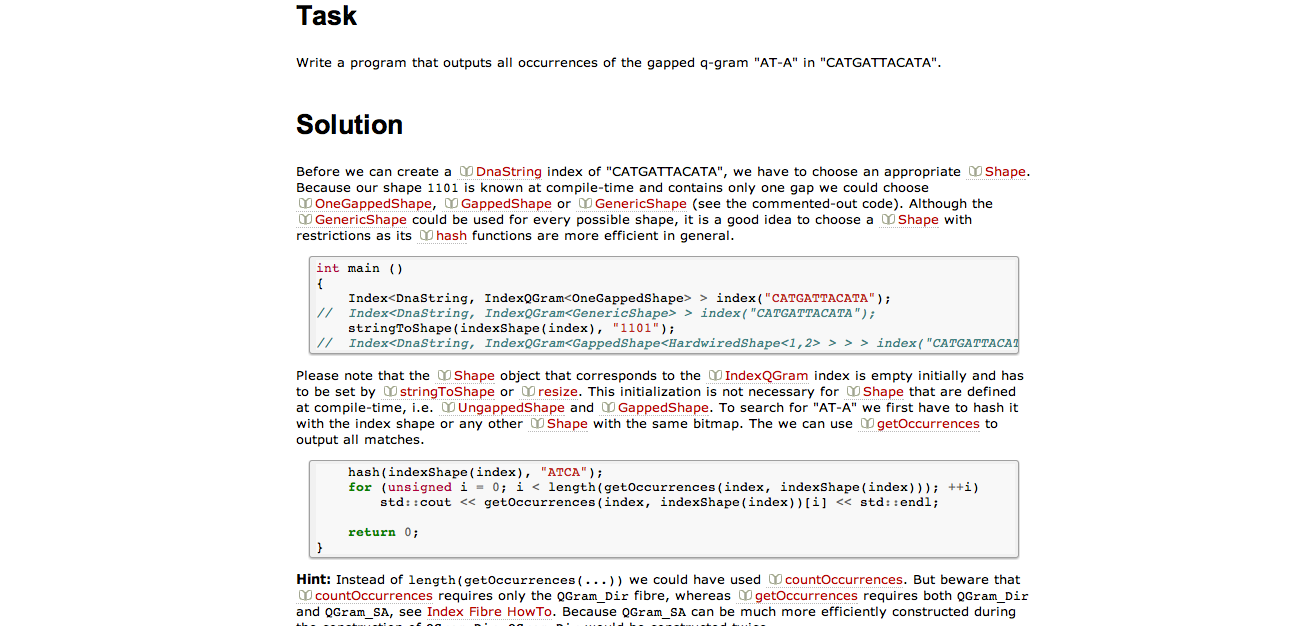 Task
Write a program that outputs all occurrences of the gapped q-gram "AT-A" in "CATGATTACATA".
Solution
Before we can create a DnaString index of "CATGATTACATA", we have to choose an appropriate Shape.
Because our shape 1101 is known at compile-time and contains only one gap we could choose
OneGappedShape, GappedShape or GenericShape (see the commented-out code). Although the
GenericShape could be used for every possible shape, it is a good idea to choose a Shape with
restrictions as its hash functions are more efficient in general.
int main ()
{
    Index<DnaString, IndexQGram<OneGappedShape> > index("CATGATTACATA");
//  Index<DnaString, IndexQGram<GenericShape> > index("CATGATTACATA");
    stringToShape(indexShape(index), "1101");
//  Index<DnaString, IndexQGram<GappedShape<HardwiredShape<1,2> > > > index("CATGATTACAT
Please note that the Shape object that corresponds to the IndexQGram index is empty initially and has
to be set by stringToShape or resize. This initialization is not necessary for Shape that are defined
at compile-time, i.e. UngappedShape and GappedShape. To search for "AT-A" we first have to hash it
with the index shape or any other Shape with the same bitmap. The we can use getOccurrences to
output all matches.
    hash(indexShape(index), "ATCA");
    for (unsigned i = 0; i < length(getOccurrences(index, indexShape(index))); ++i)
        std::cout << getOccurrences(index, indexShape(index))[i] << std::endl;
    return 0;
}
Hint: Instead of length(getOccurrences(...)) we could have used countOccurrences. But beware that
countOccurrences requires only the QGram_Dir fibre, whereas getOccurrences requires both QGram_Dir
and QGram_SA, see Index Fibre HowTo. Because QGram_SA can be much more efficiently constructed during
the construction of QGram_Dir, QGram_Dir would be constructed twice.